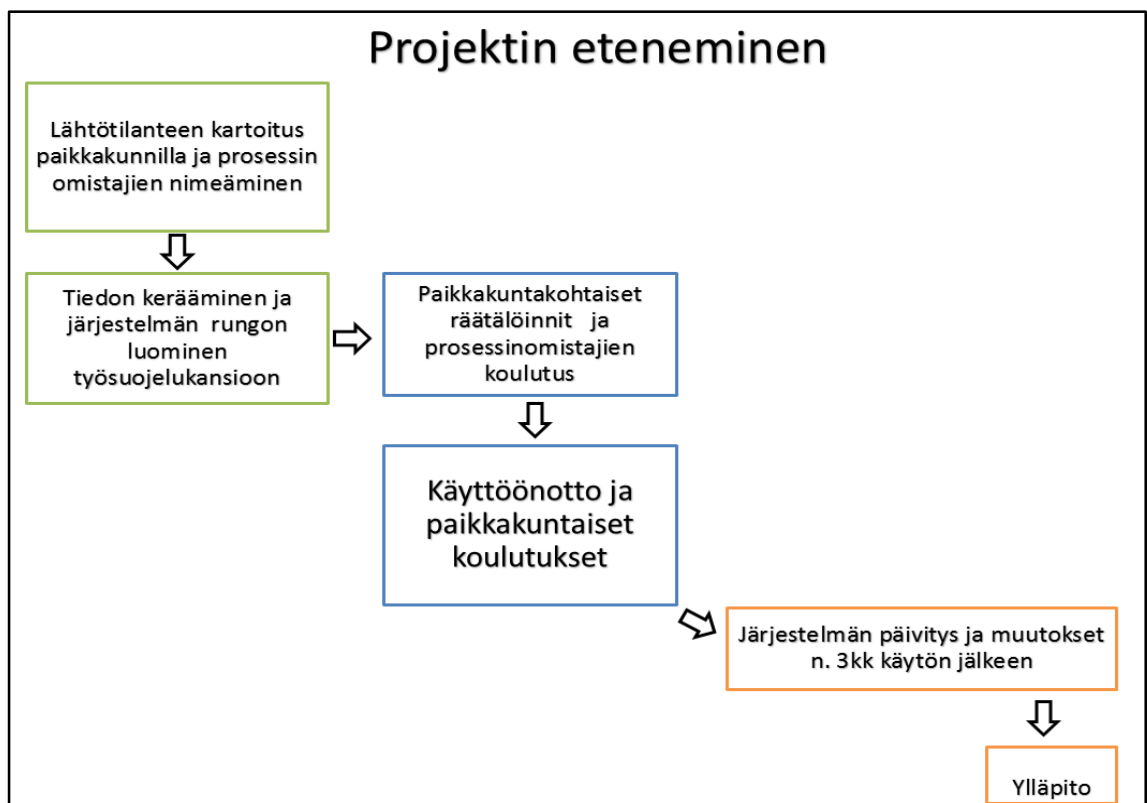 Projektin eteneminen
Lähtötilanteen kartoitus
paikkakunnilla ja prosessin
omistajien nimeäminen
Tiedon kerääminen ja
järjestelmän rungon
luominen
työsuojelukansioon
Paikkakuntakohtaiset
räätälöinnit ja
prosessinomistajien
koulutus
Käyttöönotto ja
paikkakuntaiset
koulutukset
Järjestelmän päivitys ja muutokset
n. 3kk käytön jälkeen
Ylläpito